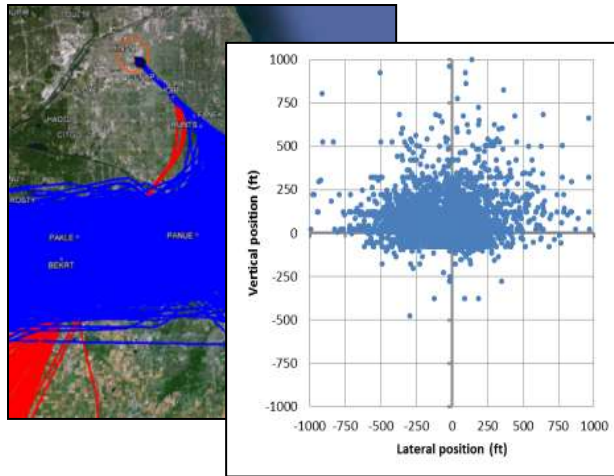 PAKLE
PANUE
BEKRT
Vertical position (ft)
1000
750
500
250
0
-250
-500
-750
-1000
-1000 -750 -500 -250 0 250 500 750 1000
Lateral position (ft)